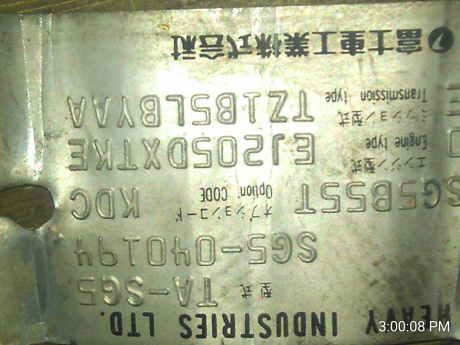 HEAVY INDUSTRIES LTD.
型式 TA-SG5
SG5-040194
SG5B55T オプションコード Option CODE KDC
エンジン型式 Engine type EJ205DXTKE
ミッション型式 Transmission type TZ1B5LBYAA
富士重工業株式会社
3:00:08 PM